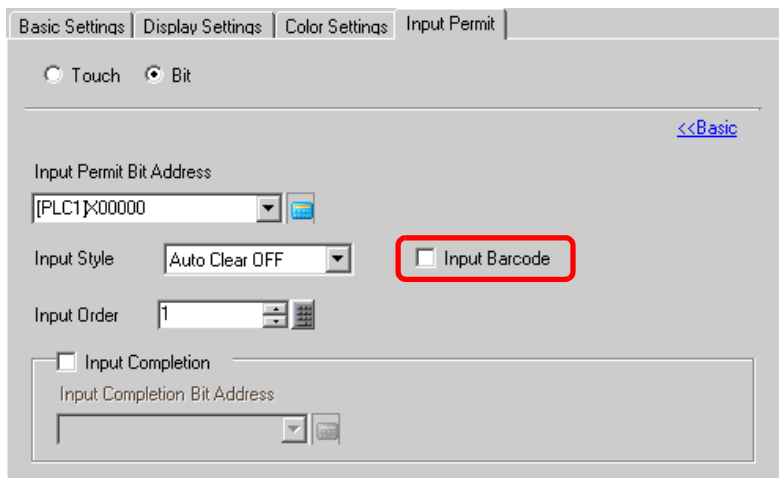 Basic Settings Display Settings Color Settings Input Permit
Touch Bit
<<Basic
Input Permit Bit Address
[PLC1]X00000
Input Style Auto Clear OFF Input Barcode
Input Order 1
Input Completion
Input Completion Bit Address